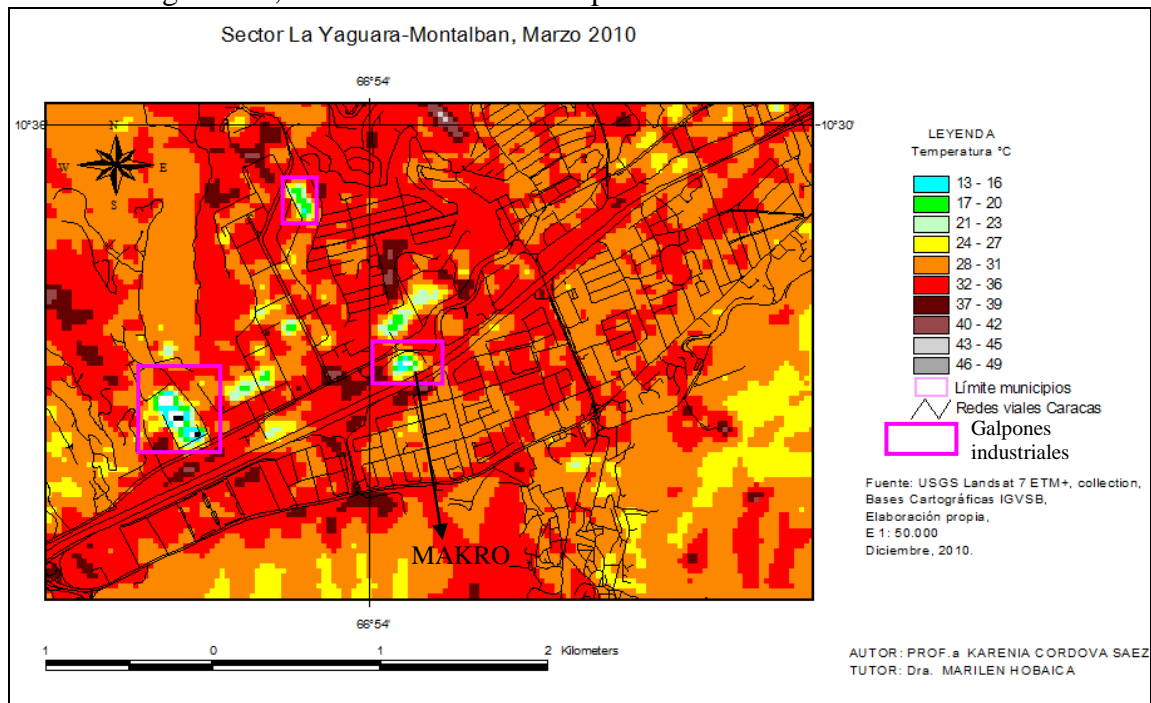 Sector La Yaguara-Montalban, Marzo 2010
66°54'
10°36
10°30'
N
W E
S
LEYENDA
Temperatura °C
13 - 16
17 - 20
21 - 23
24 - 27
28 - 31
32 - 36
37 - 39
40 - 42
43 - 45
46 - 49
Límite municipios
Redes viales Caracas
Galpones
industriales
Fuente: USGS Landsat 7 ETM+, collection,
Bases Cartográficas IGVSB,
Elaboración propia,
E 1: 50.000
Diciembre, 2010.
MAKRO
66°54'
1 0 1 2 Kilometers
AUTOR: PROF.a KARENIA CORDOVA SAEZ
TUTOR: Dra. MARILEN HOBAICA